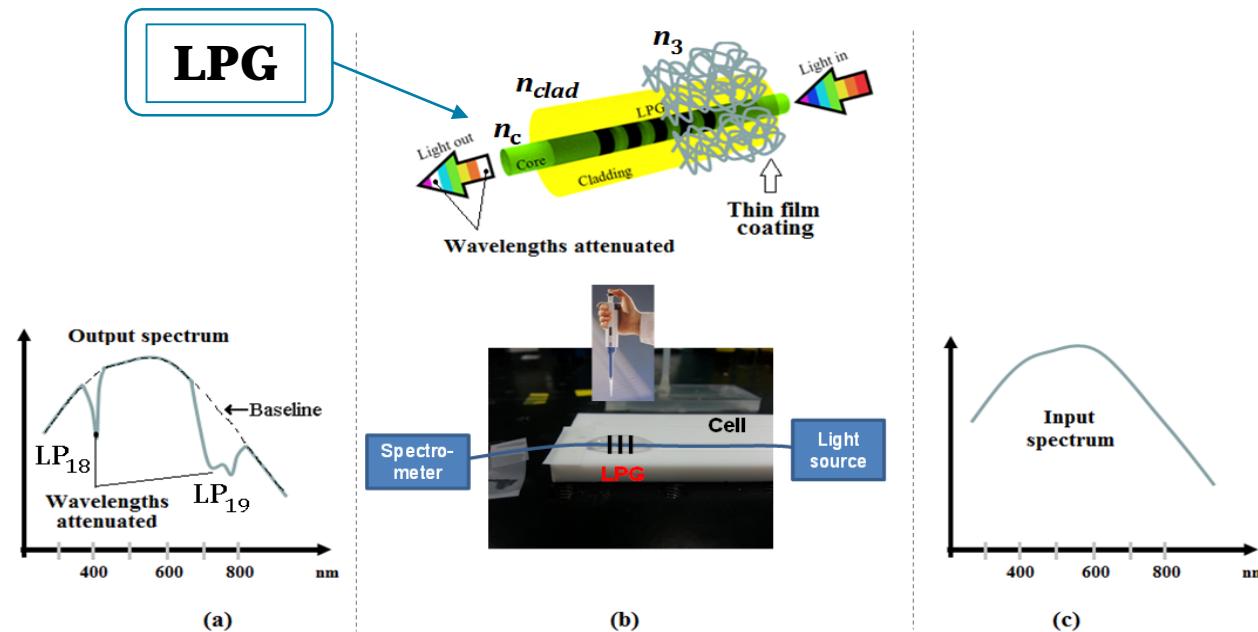 LPG
n3
nclad
nc
Light in
LPG
Light out
Core
Cladding
Thin film
coating
Wavelengths attenuated
Output spectrum
Baseline
LP18
LP19
Wavelengths
attenuated
400
600
800
nm
(a)
Cell
Spectro-
meter
LPG
Light
source
(b)
Input
spectrum
400
600
800
nm
(c)